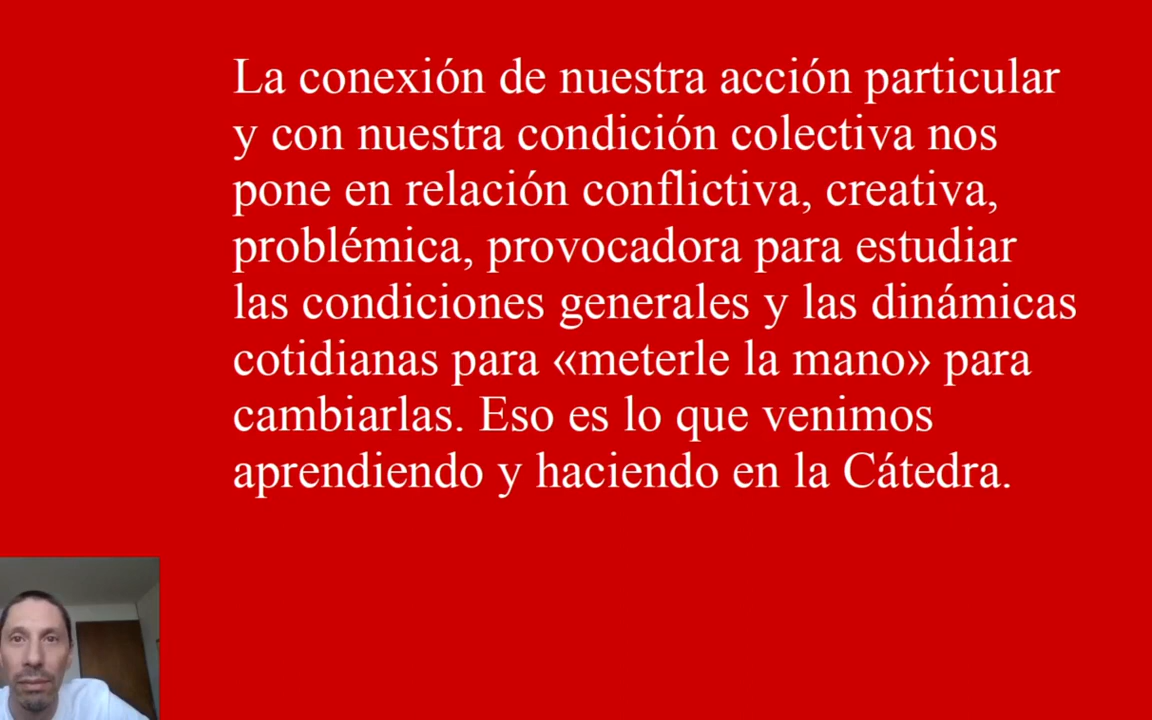 La conexión de nuestra acción particular
y con nuestra condición colectiva nos
pone en relación conflictiva, creativa,
problémica, provocadora para estudiar
las condiciones generales y las dinámicas
cotidianas para «meterle la mano» para
cambiarlas. Eso es lo que venimos
aprendiendo y haciendo en la Cátedra.